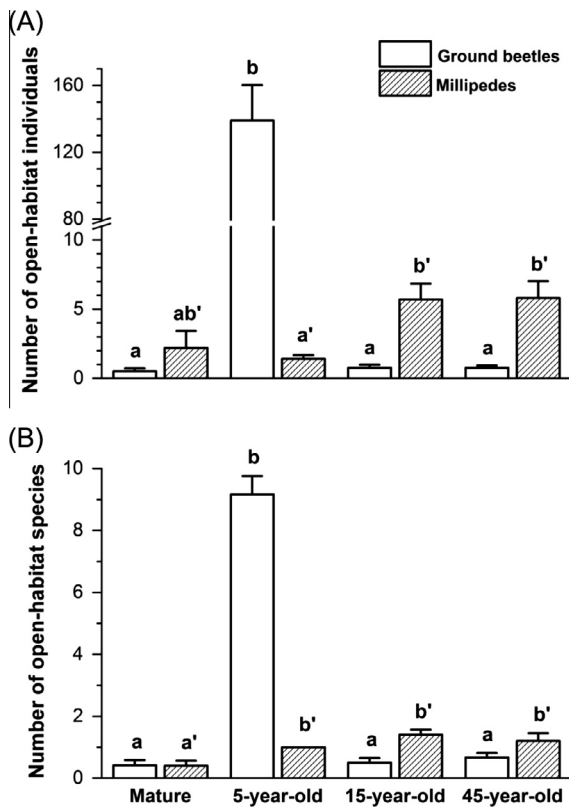 (A)
Number of open-habitat individuals
160
140
120
80
10
5
0
Ground beetles
Millipedes
a
ab'
b
a'
a
b'
a
b'
(B)
Number of open-habitat species
10
8
6
4
2
0
a
a'
b
b'
a
b'
a
b'
Mature
5-year-old
15-year-old
45-year-old